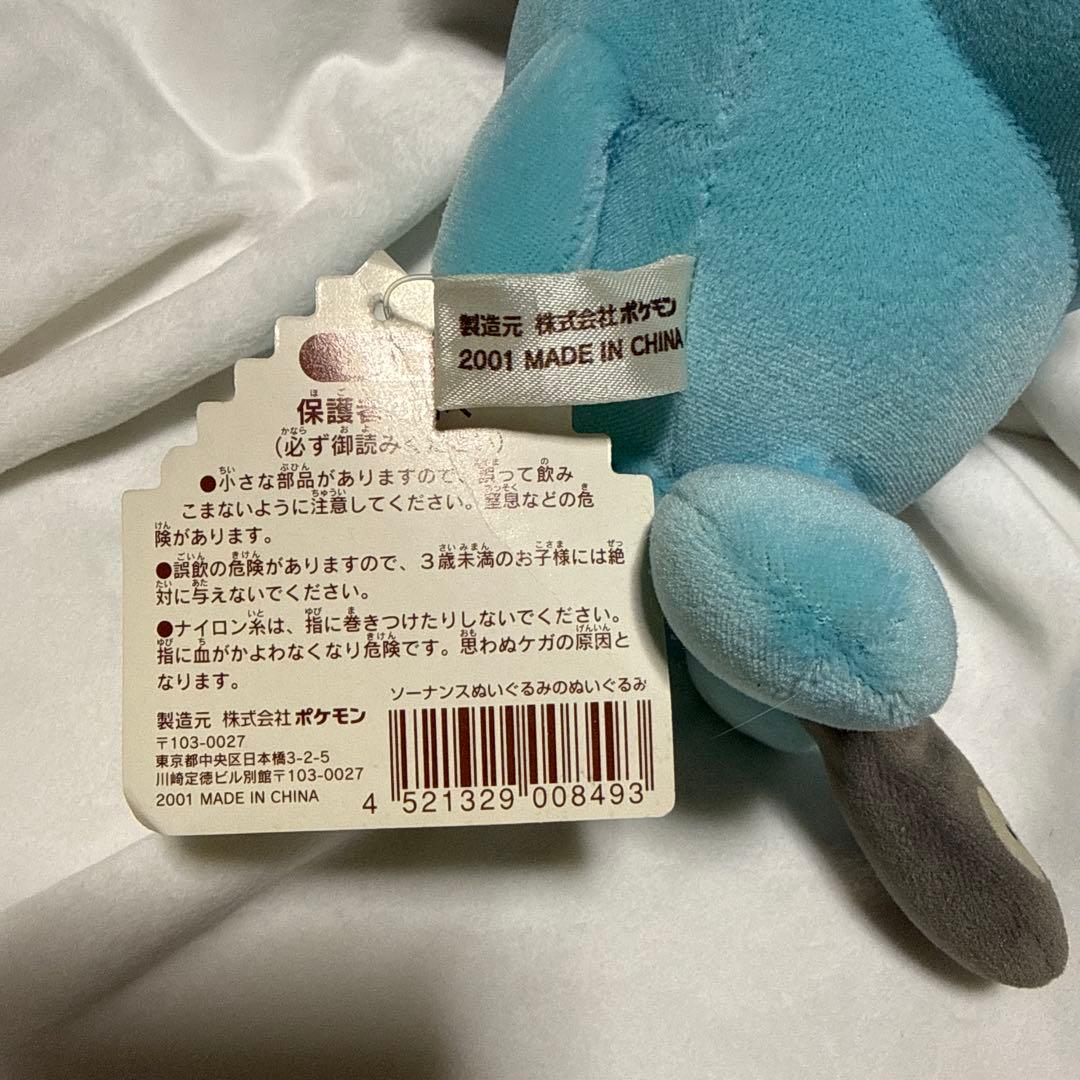 製造元 株式会社ポケモン
2001 MADE IN CHINA
保護者
(必ず御読み
●小さな部品がありますので、誤って飲み
こまないように注意してください。窒息などの危
険があります。
●誤飲の危険がありますので、3歳未満のお子様には絶
対に与えないでください。
●ナイロン糸は、指に巻きつけたりしないでください。
指に血がかよわなくなり危険です。思わぬケガの原因と
なります。
ソーナンスぬいぐるみのぬいぐるみ
製造元 株式会社ポケモン
〒103-0027
東京都中央区日本橋3-2-5
川崎定徳ビル別館〒103-0027
2001 MADE IN CHINA
4 521329 008493